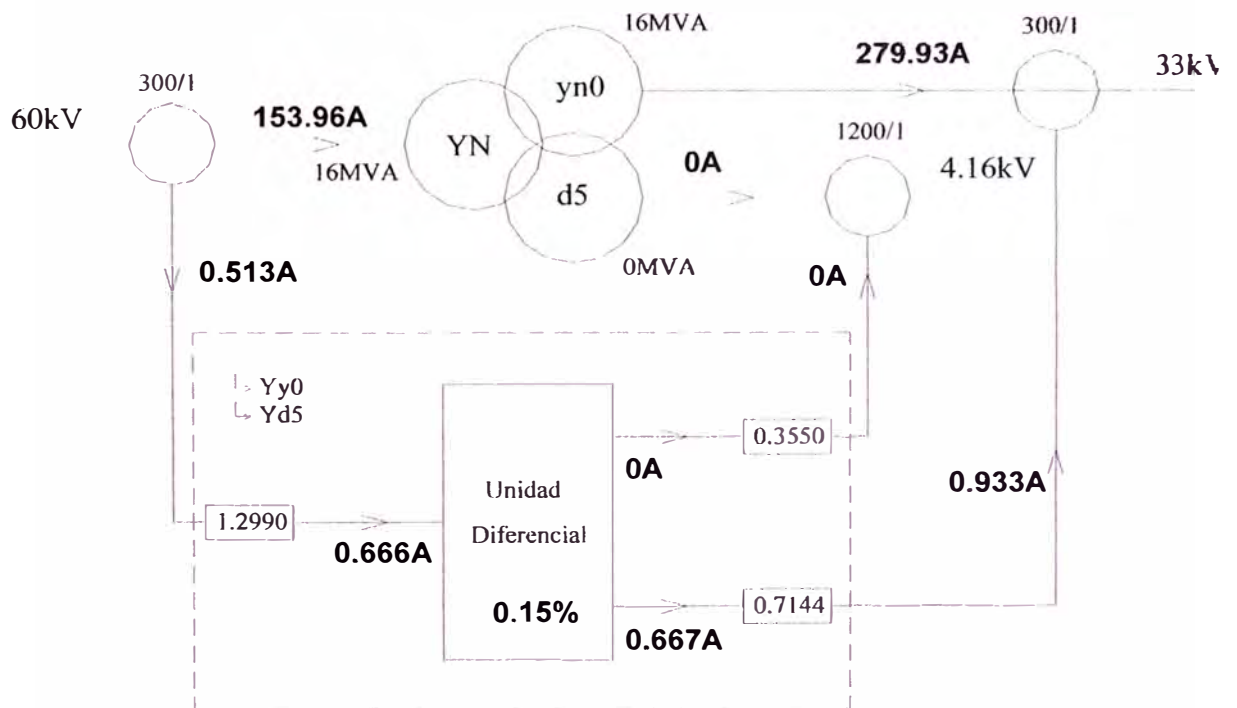 16MVA
300/1
300/1
279.93A
33kV
60kV
153.96A
yn0
1200/1
YN
0A
4.16kV
16MVA
d5
0MVA
0.513A
0A
Yy0
Yd5
0.3550
0A
Unidad
0.933A
1.2990
Diferencial
0.666A
0.15%
0.7144
0.667A